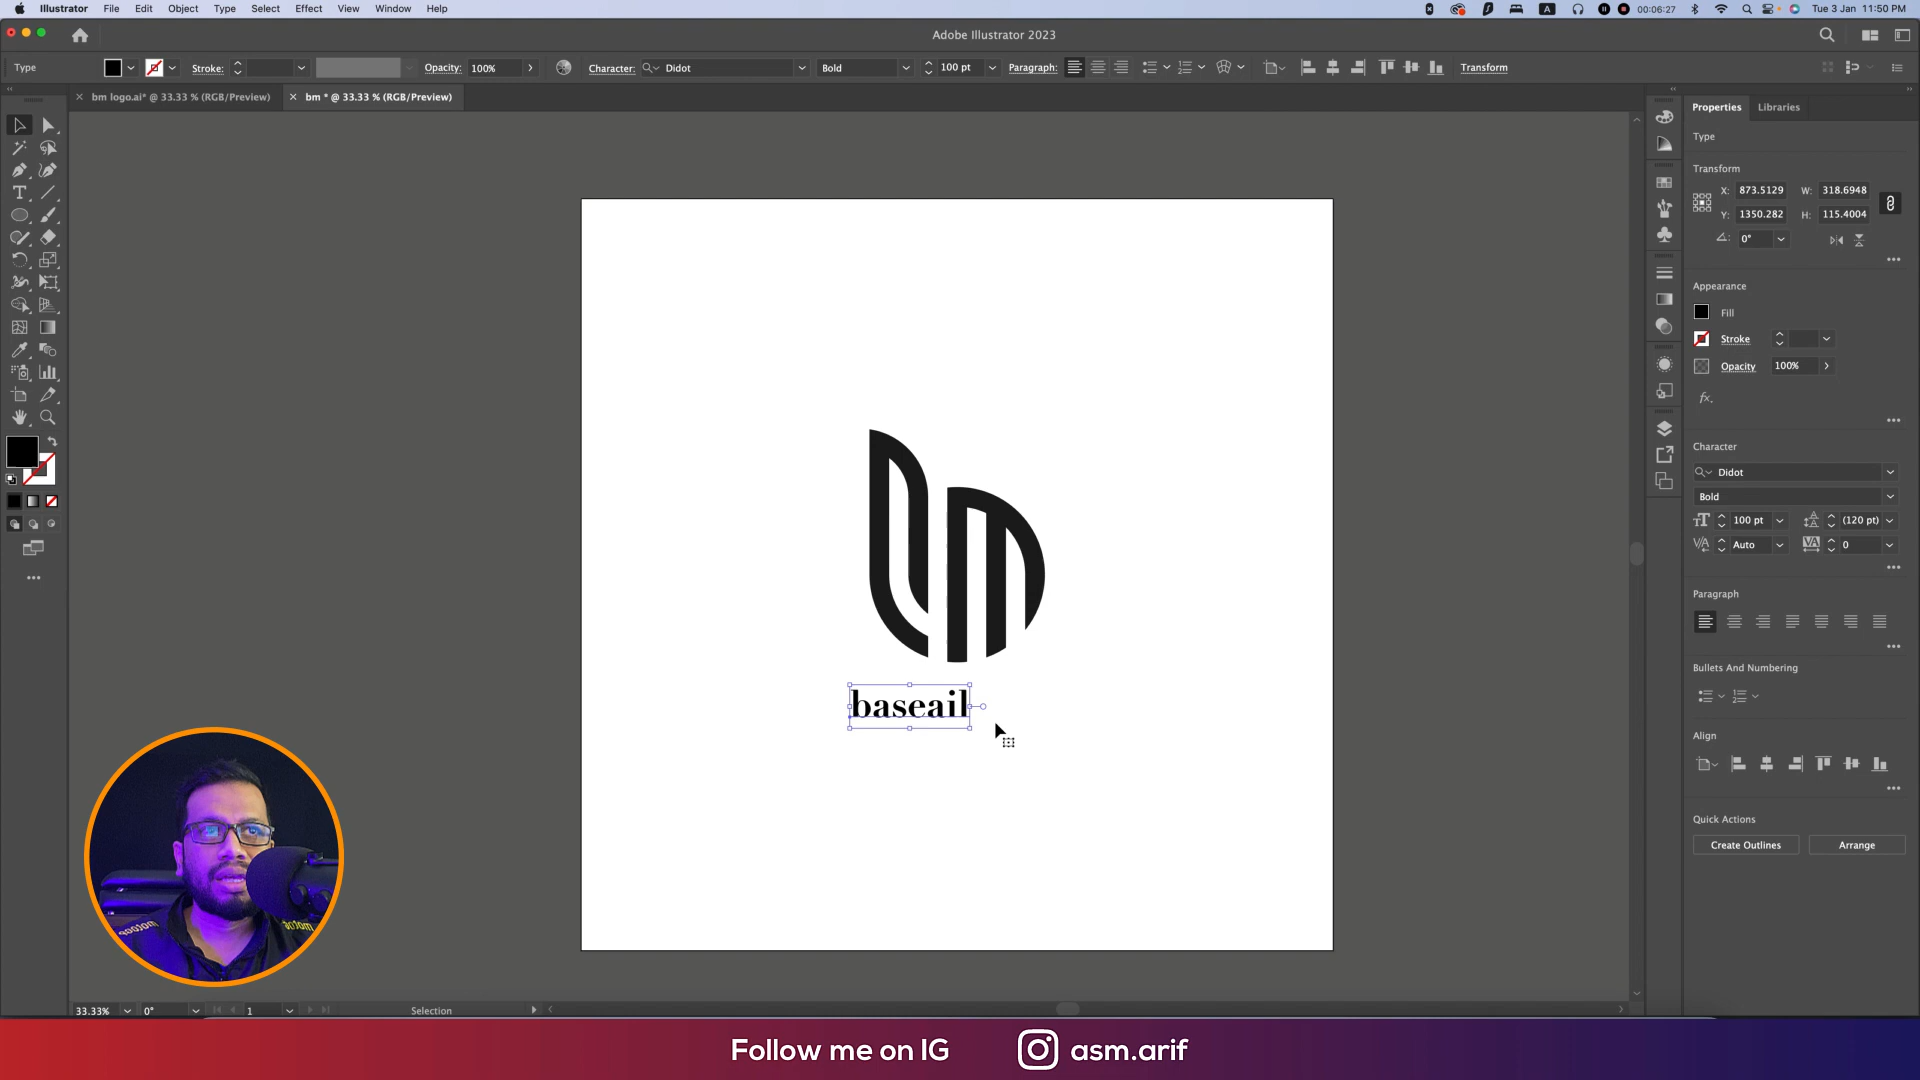 Illustrator File Edit Object Type Select Effect View Window Help 00:06:27 A Tue 3 Jan 11:50 PM
Adobe Illustrator 2023
Type Stroke: Opacity: 100% Character: Didot Bold 100 pt Paragraph: Transform
bm logo.ai* @ 33.33 % (RGB/Preview) bm * @ 33.33 % (RGB/Preview)
Properties Libraries
Type
Transform
X: 873.5129 W: 318.6948
Y: 1350.282 H: 115.4004
0°
Appearance
Fill
Stroke
Opacity 100%
fx.
Character
Didot
Bold
100 pt (120 pt)
Auto 0
Paragraph
Bullets And Numbering
Align
Quick Actions
Create Outlines Arrange
baseail
33.33% 0° 1 Selection
Follow me on IG asm.arif